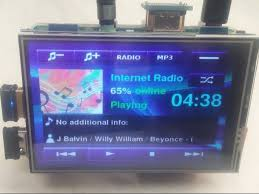 RADIO MP3
Internet Radio
65% online
Playing
04:38
No additional info:
J Balvin / Willy William / Beyonce - (